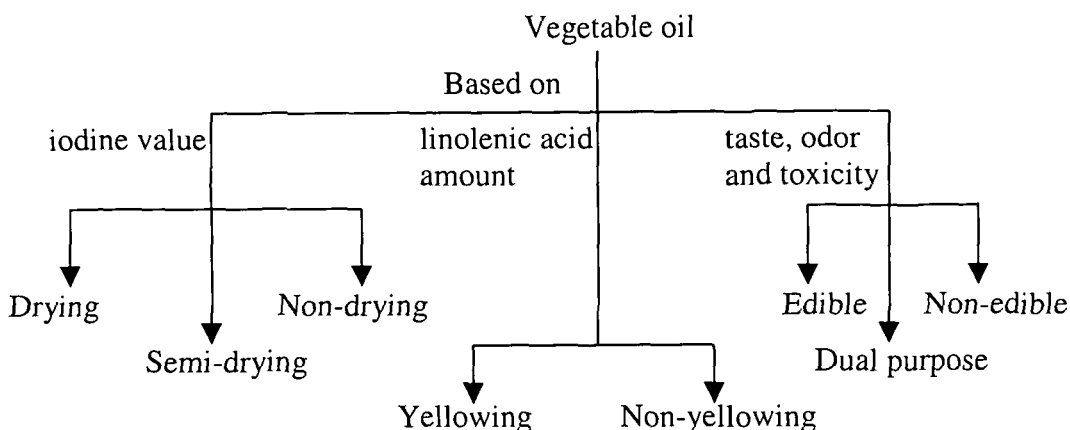 Vegetable oil
Based on
iodine value
linolenic acid
amount
taste, odor
and toxicity
Drying
Non-drying
Semi-drying
Yellowing
Non-yellowing
Edible
Non-edible
Dual purpose